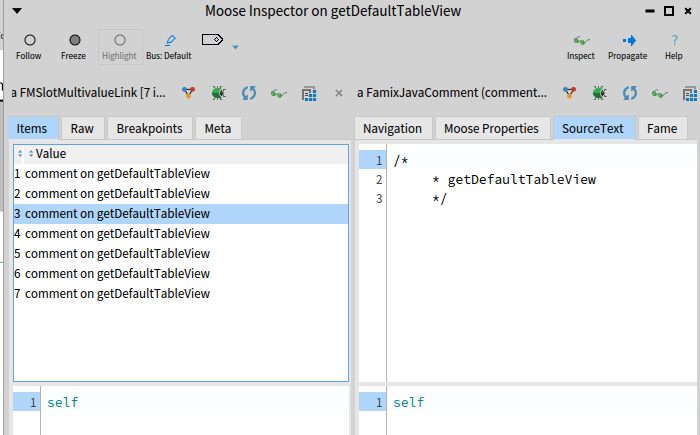 Moose Inspector on getDefaultTableView
Follow Freeze Highlight Bus: Default Inspect Propagate Help
a FMSlotMultivalueLink [7 i... a FamixJavaComment (comment...
Items Raw Breakpoints Meta Navigation Moose Properties SourceText Fame
Value
1 comment on getDefaultTableView
2 comment on getDefaultTableView
3 comment on getDefaultTableView
4 comment on getDefaultTableView
5 comment on getDefaultTableView
6 comment on getDefaultTableView
7 comment on getDefaultTableView
1 self
1 /*
2 * getDefaultTableView
3 */
1 self